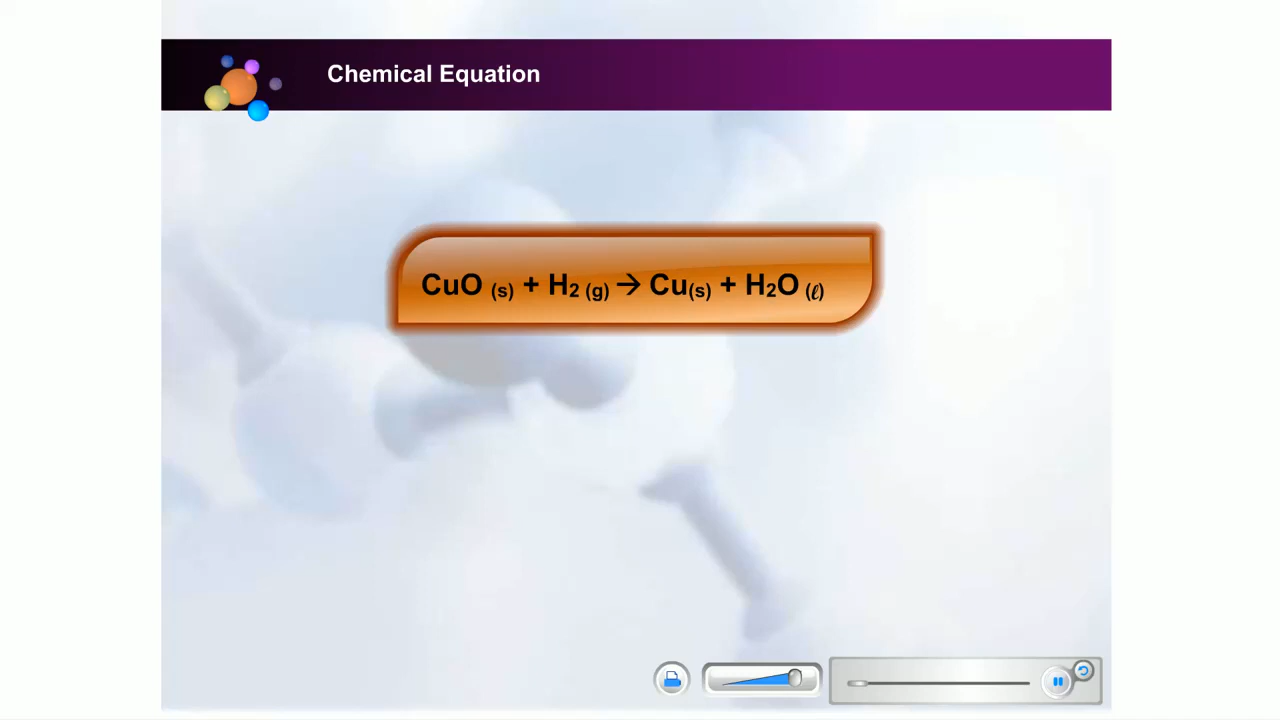 Chemical Equation
CuO (s) + H2 (g) → Cu(s) + H2O (ℓ)